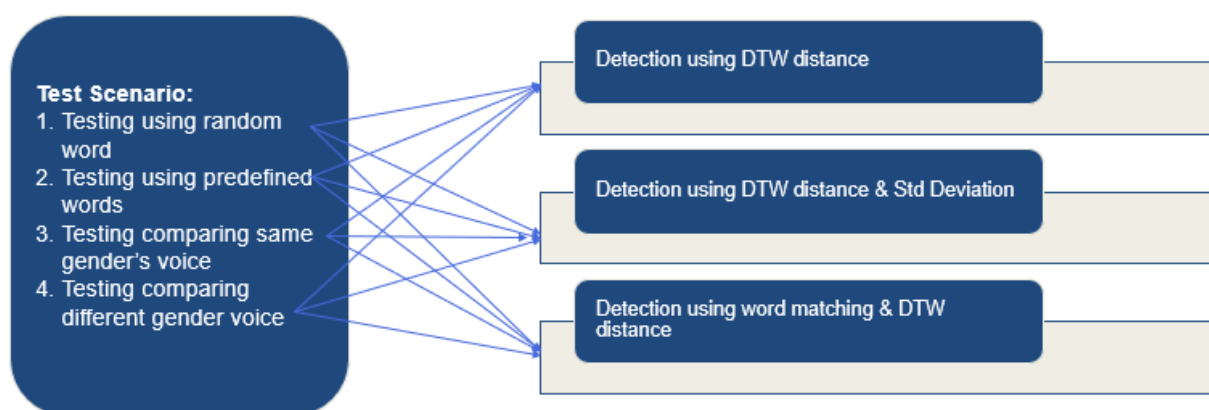 Test Scenario:
1. Testing using random
word
2. Testing using predefined
words
3. Testing comparing same
gender's voice
4. Testing comparing
different gender voice
Detection using DTW distance
Detection using DTW distance & Std Deviation
Detection using word matching & DTW
distance